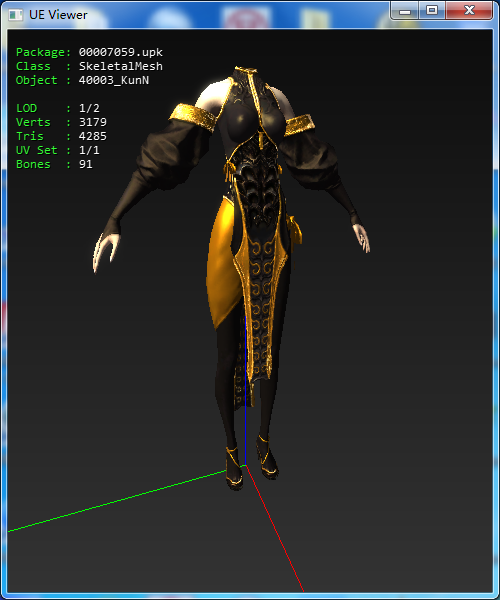 UE Viewer
Package: 00007059.upk
Class : SkeletalMesh
Object : 40003_KunN
LOD : 1/2
Verts : 3179
Tris : 4285
UV Set : 1/1
Bones : 91